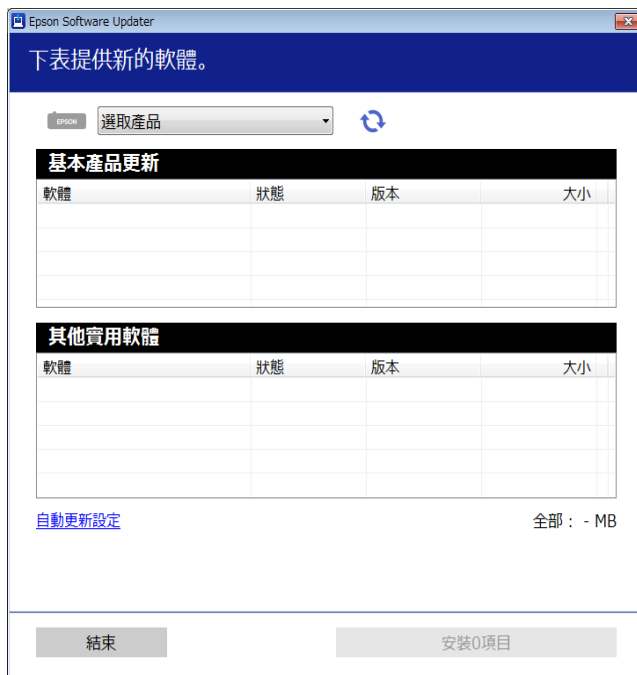 Epson Software Updater
下表提供新的軟體。
EPSON 選取產品
基本產品更新
軟體 狀態 版本 大小
其他實用軟體
軟體 狀態 版本 大小
自動更新設定 全部： - MB
結束 安裝0項目